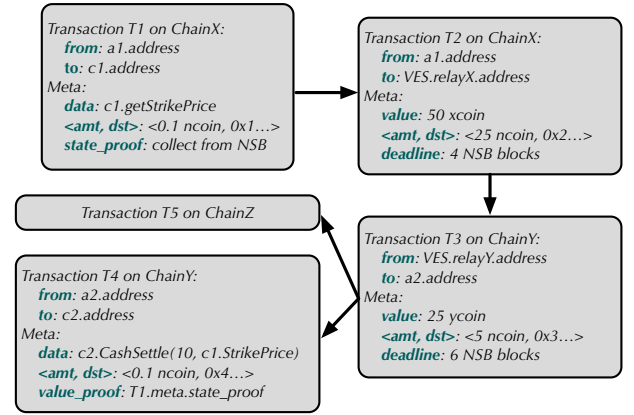 Transaction T1 on ChainX:
from: a1.address
to: c1.address
Meta:
data: c1.getStrikePrice
<amt, dst>: <0.1 ncoin, 0x1...>
state_proof: collect from NSB
Transaction T2 on ChainX:
from: a1.address
to: VES.relayX.address
Meta:
value: 50 xcoin
<amt, dst>: <25 ncoin, 0x2...>
deadline: 4 NSB blocks
Transaction T5 on ChainZ
Transaction T3 on ChainY:
from: VES.relayY.address
to: a2.address
Meta:
value: 25 ycoin
<amt, dst>: <5 ncoin, 0x3...>
deadline: 6 NSB blocks
Transaction T4 on ChainY:
from: a2.address
to: c2.address
Meta:
data: c2.CashSettle(10, c1.StrikePrice)
<amt, dst>: <0.1 ncoin, 0x4...>
value_proof: T1.meta.state_proof